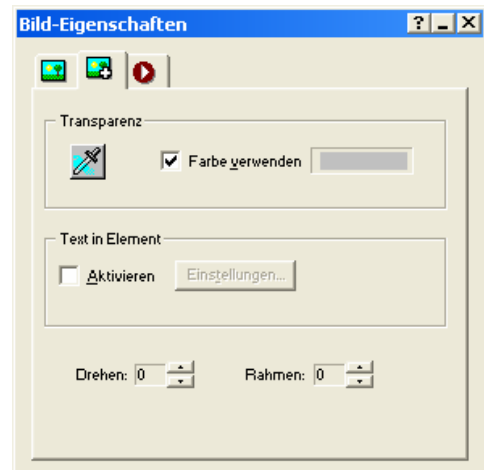 Bild-Eigenschaften
Transparenz
Farbe verwenden
Text in Element
Aktivieren Einstellungen...
Drehen: 0 Rahmen: 0